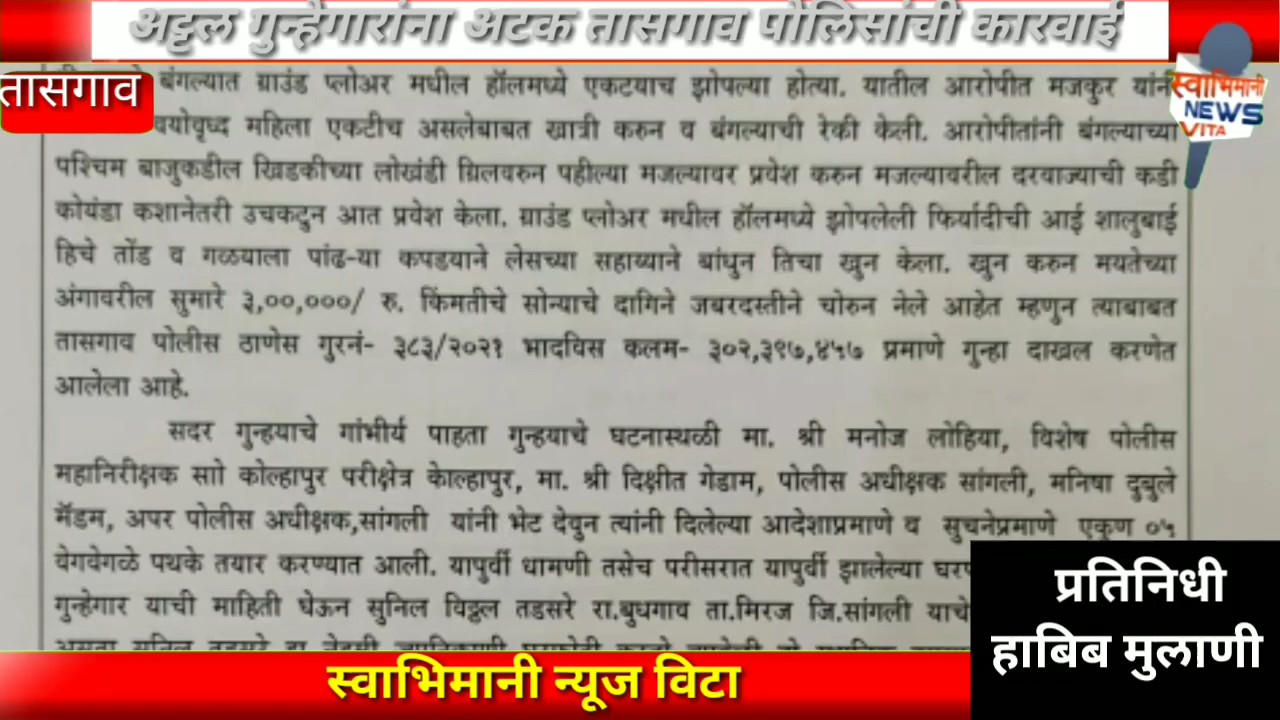 अट्टल गुन्हेगारांना अटक तासगाव पोलिसांची कारवाई
तासगाव
स्वाभिमानी
NEWS
VITA
बंगल्यात ग्राउंड प्लोअर मधील हॉलमध्ये एकटयाच झोपल्या होत्या. यातील आरोपीत मजकुर यांनी
वयोवृध्द महिला एकटीच असलेबाबत खात्री करुन व बंगल्याची रेकी केली. आरोपीतांनी बंगल्याच्या
पश्चिम बाजुकडील खिडकीच्या लोखंडी ग्रिलवरुन पहील्या मजल्यावर प्रवेश करुन मजल्यावरील दरवाज्याची कडी
कोयंडा कशानेतरी उचकटुन आत प्रवेश केला. ग्राउंड प्लोअर मधील हॉलमध्ये झोपलेली फिर्यादीची आई शालुबाई
हिचे तोंड व गळयाला पांढ-या कपडयाने लेसच्या सहाय्याने बांधुन तिचा खुन केला. खुन करुन मयतेच्या
अंगावरील सुमारे ३,००,०००/ रु. किंमतीचे सोन्याचे दागिने जबरदस्तीने चोरुन नेले आहेत म्हणुन त्याबाबत
तासगाव पोलीस ठाणेस गुरनं- ३८३/२०२१ भादविस कलम- ३०२,३९७,४५७ प्रमाणे गुन्हा दाखल करणेत
आलेला आहे.
सदर गुन्हयाचे गांभीर्य पाहता गुन्हयाचे घटनास्थळी मा. श्री मनोज लोहिया, विशेष पोलीस
महानिरीक्षक साो कोल्हापुर परीक्षेत्र केाल्हापुर, मा. श्री दिक्षीत गेडाम, पोलीस अधीक्षक सांगली, मनिषा दुबुले
मॅडम, अपर पोलीस अधीक्षक,सांगली यांनी भेट देवुन त्यांनी दिलेल्या आदेशाप्रमाणे व सुचनेप्रमाणे एकुण ०५
वेगवेगळे पथके तयार करण्यात आली. यापुर्वी धामणी तसेच परीसरात यापुर्वी झालेल्या
गुन्हेगार याची माहिती घेऊन सुनिल विठ्ठल तडसरे रा.बुधगाव ता.मिरज जि.सांगली याचे
प्रतिनिधी
हाबिब मुलाणी
स्वाभिमानी न्यूज विटा